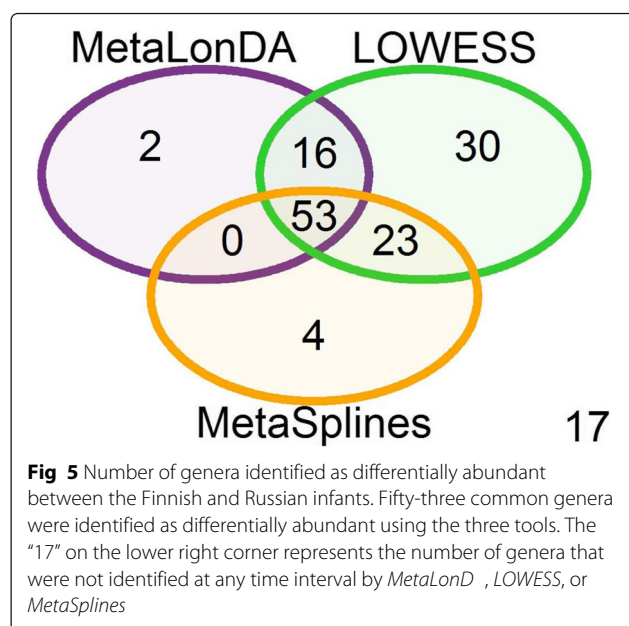 MetaLonDA LOWESS
2 16 30
53
0 23
4
MetaSplines 17
Fig 5 Number of genera identified as differentially abundant
between the Finnish and Russian infants. Fifty-three common genera
were identified as differentially abundant using the three tools. The
“17” on the lower right corner represents the number of genera that
were not identified at any time interval by MetaLonD , LOWESS, or
MetaSplines